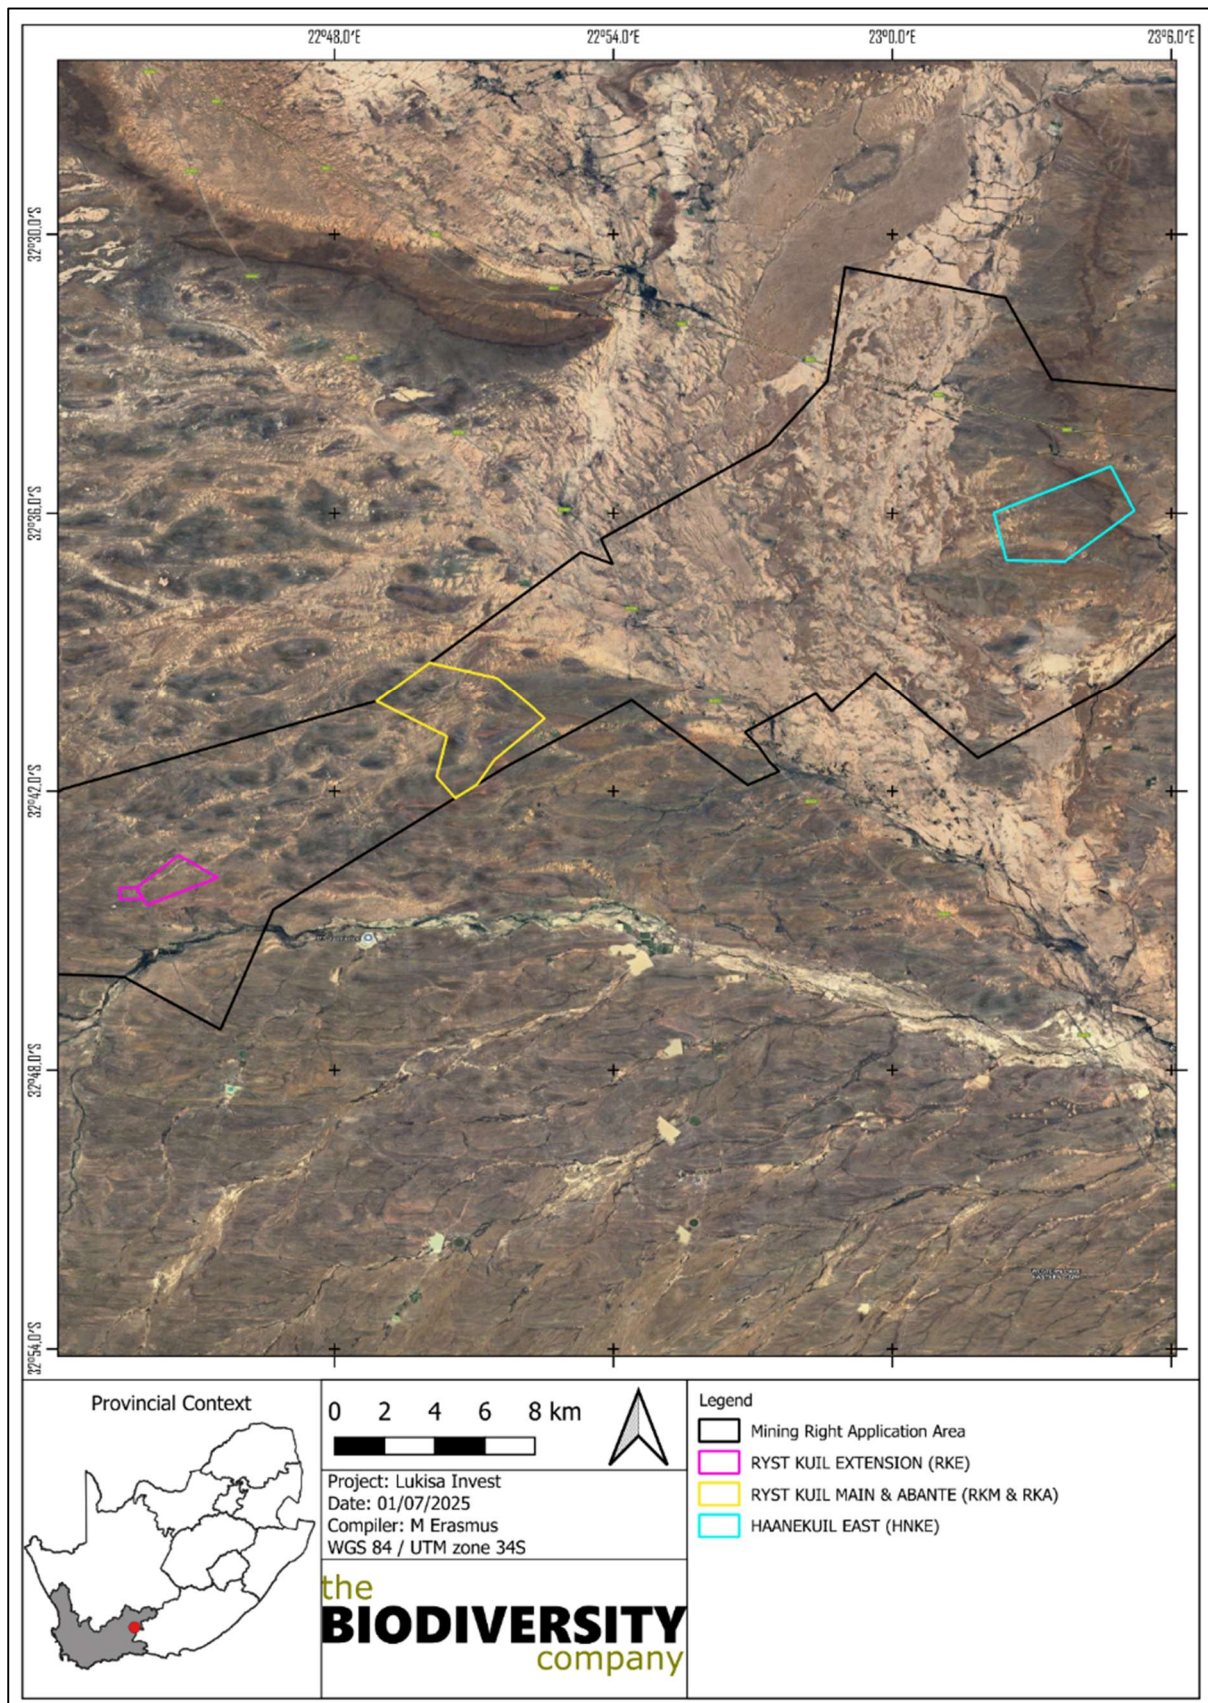 22°48.0'E 22°54.0'E 23°0.0'E 23°6.0'E
32°30.0'S
32°36.0'S
32°42.0'S
32°48.0'S
32°54.0'S
Provincial Context
0 2 4 6 8 km
Project: Lukisa Invest
Date: 01/07/2025
Compiler: M Erasmus
WGS 84 / UTM zone 34S
the
BIODIVERSITY
company
Legend
Mining Right Application Area
RYST KUIL EXTENSION (RKE)
RYST KUIL MAIN & ABANTE (RKM & RKA)
HAANEKUIL EAST (HNKE)